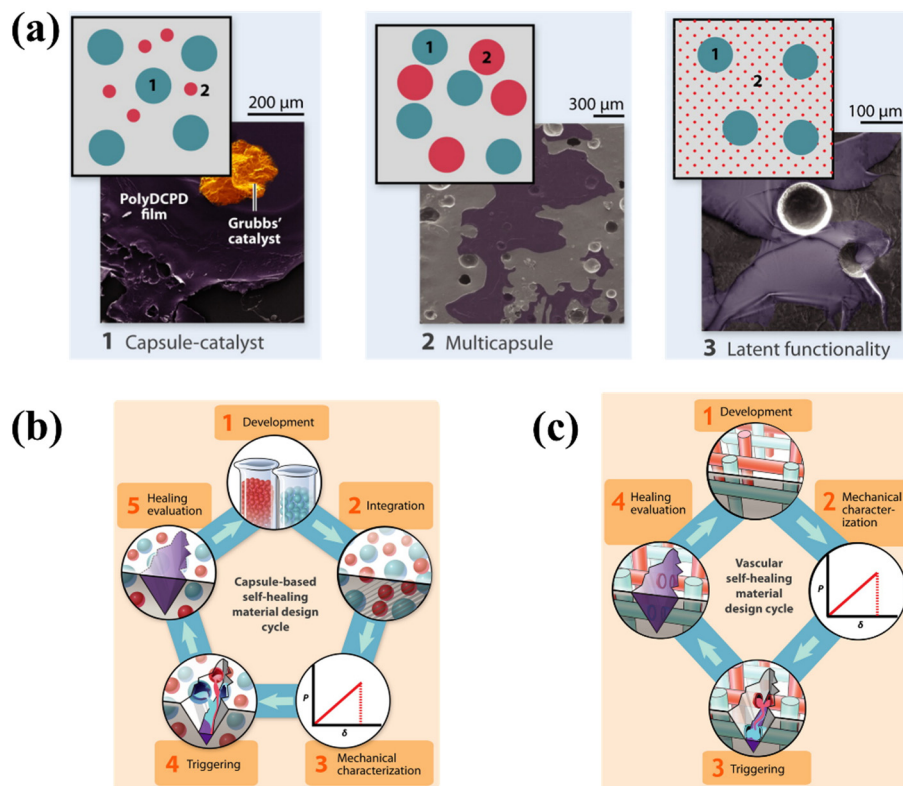 (a)
1
2
200 μm
PolyDCPD
film
Grubbs'
catalyst
1 Capsule-catalyst
1
2
300 μm
2 Multicapsule
1
2
100 μm
3 Latent functionality
(b)
1 Development
2 Integration
3 Mechanical
characterization
4 Triggering
5 Healing
evaluation
Capsule-based
self-healing
material design
cycle
P
δ
(c)
1 Development
2 Mechanical
character-
ization
3 Triggering
4 Healing
evaluation
Vascular
self-healing
material
design cycle
P
δ